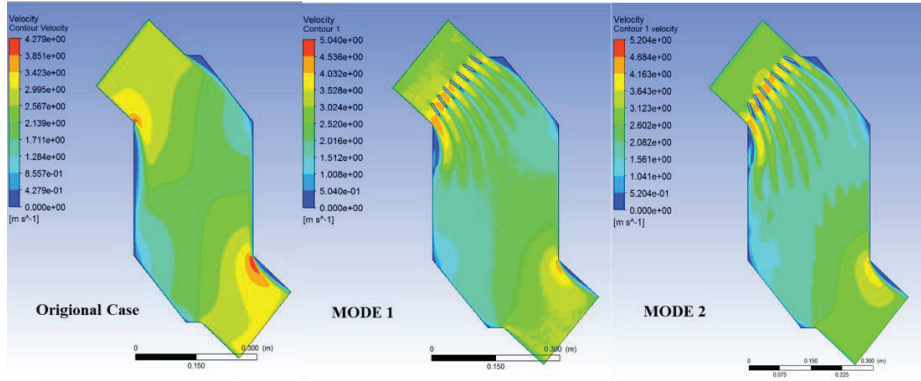 Velocity
Contour Velocity
4.279e+00
3.851e+00
3.423e+00
2.995e+00
2.567e+00
2.139e+00
1.711e+00
1.284e+00
8.557e-01
4.279e-01
0.000e+00
[m s^-1]
Origional Case
0 0.300 (m)
0.150
Velocity
Contour 1
5.040e+00
4.536e+00
4.032e+00
3.528e+00
3.024e+00
2.520e+00
2.016e+00
1.512e+00
1.008e+00
5.040e-01
0.000e+00
[m s^-1]
MODE 1
0 0.300 (m)
0.150
Velocity
Contour 1 velocity
5.204e+00
4.684e+00
4.163e+00
3.643e+00
3.123e+00
2.602e+00
2.082e+00
1.561e+00
1.041e+00
5.204e-01
0.000e+00
[m s^-1]
MODE 2
0 0.150 0.300 (m)
0.075 0.225